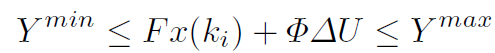 Y^{min} ≤ Fx(k_i) + ΦΔU ≤ Y^{max}